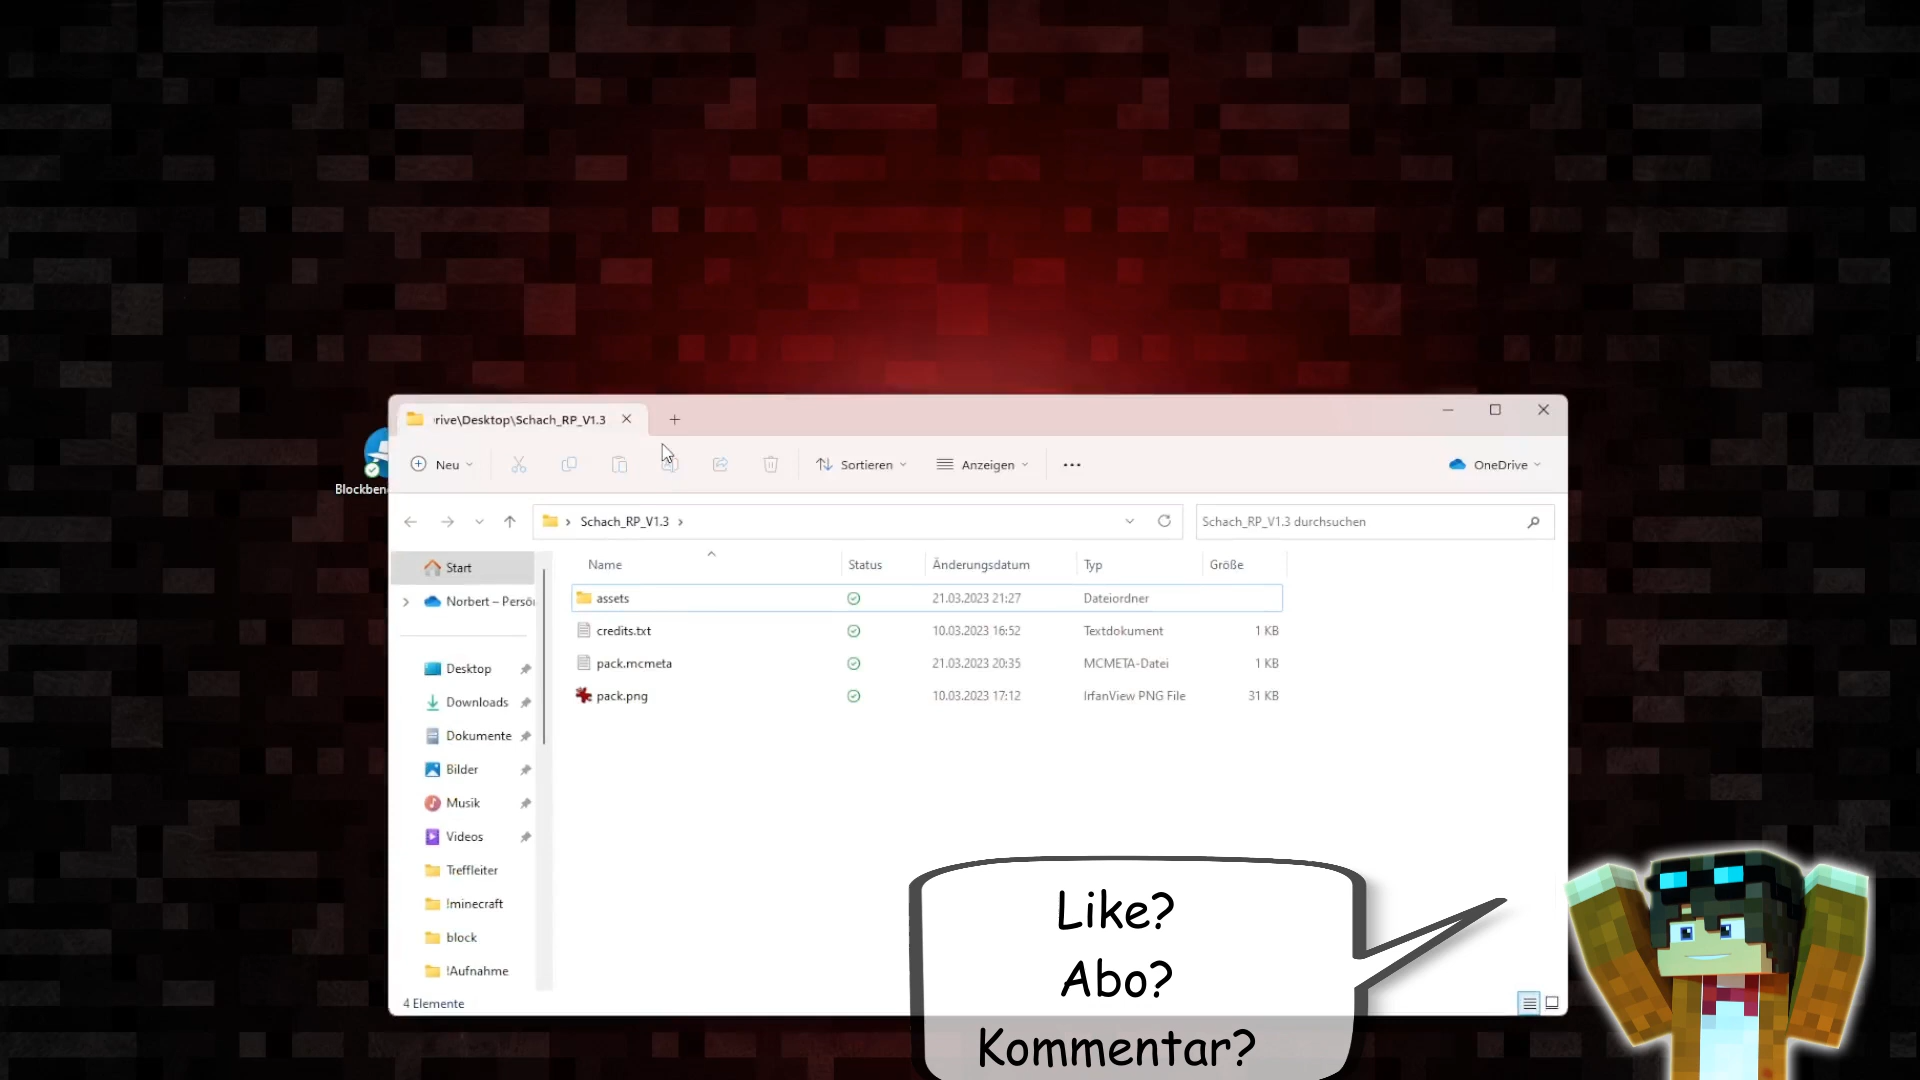 rive\Desktop\Schach_RP_V1.3
Neu
Sortieren
Anzeigen
OneDrive
Blockben
Schach_RP_V1.3
Schach_RP_V1.3 durchsuchen
Name Status Änderungsdatum Typ Größe
Start
Norbert – Persö
Desktop
Downloads
Dokumente
Bilder
Musik
Videos
Treffleiter
!minecraft
block
!Aufnahme
assets 21.03.2023 21:27 Dateiordner
credits.txt 10.03.2023 16:52 Textdokument 1 KB
pack.mcmeta 21.03.2023 20:35 MCMETA-Datei 1 KB
pack.png 10.03.2023 17:12 IrfanView PNG File 31 KB
4 Elemente
Like?
Abo?
Kommentar?